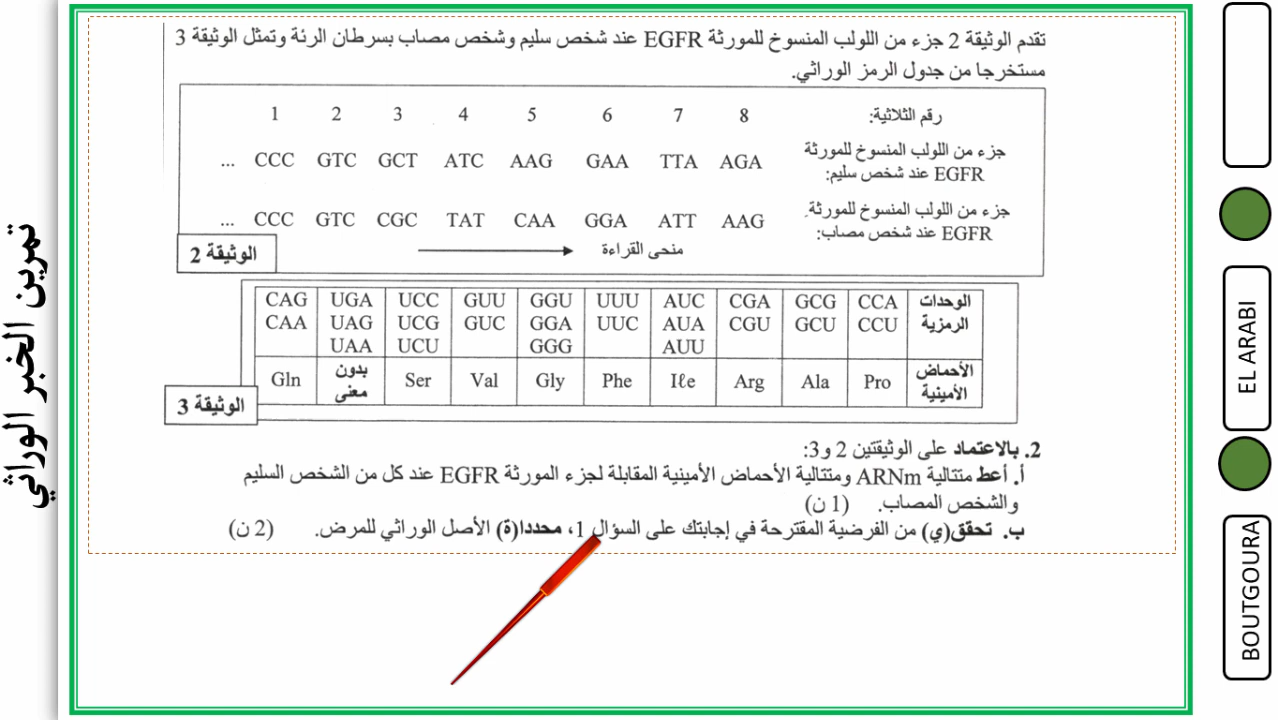 تمرين الخبر الوراثي
تقدم الوثيقة 2 جزء من اللولب المنسوخ للمورثة EGFR عند شخص سليم وشخص مصاب بسرطان الرئة وتمثل الوثيقة 3
مستخرجا من جدول الرمز الوراثي.
رقم الثلاثية: 1 2 3 4 5 6 7 8
جزء من اللولب المنسوخ للمورثة
EGFR عند شخص سليم:
... CCC GTC GCT ATC AAG GAA TTA AGA
جزء من اللولب المنسوخ للمورثة
EGFR عند شخص مصاب:
... CCC GTC CGC TAT CAA GGA ATT AAG
منحى القراءة
الوثيقة 2
CAG UGA UCC GUU GGU UUU AUC CGA GCG CCA الوحدات
CAA UAG UCG GUC GGA UUC AUA CGU GCU CCU الرمزية
UAA UCU GGG AUU
Gln بدون معنى Ser Val Gly Phe Iℓe Arg Ala Pro الأحماض الأمينية
الوثيقة 3
2. بالاعتماد على الوثيقتين 2 و3:
أ. أعط متتالية ARNm ومتتالية الأحماض الأمينية المقابلة لجزء المورثة EGFR عند كل من الشخص السليم
والشخص المصاب. (1 ن)
ب. تحقق(ي) من الفرضية المقترحة في إجابتك على السؤال 1، محددا(ة) الأصل الوراثي للمرض. (2 ن)
EL ARABI
BOUTGOURA